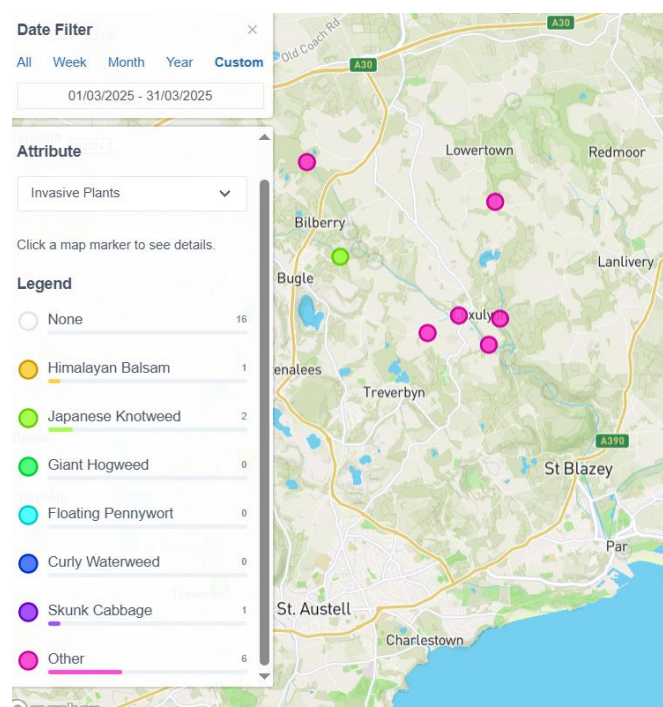 Date Filter ×
All Week Month Year Custom
01/03/2025 - 31/03/2025
Attribute
Invasive Plants
Click a map marker to see details.
Legend
None 16
Himalayan Balsam 1
Japanese Knotweed 2
Giant Hogweed 0
Floating Pennywort 0
Curly Waterweed 0
Skunk Cabbage 1
Other 6
Old Coach Rd
A30
A30
Lowertown
Redmoor
Bilberry
Lanlivery
Bugle
xulya
enalees
Treverbyn
A390
St Blazey
Par
Trewoon
St. Austell
Charlestown